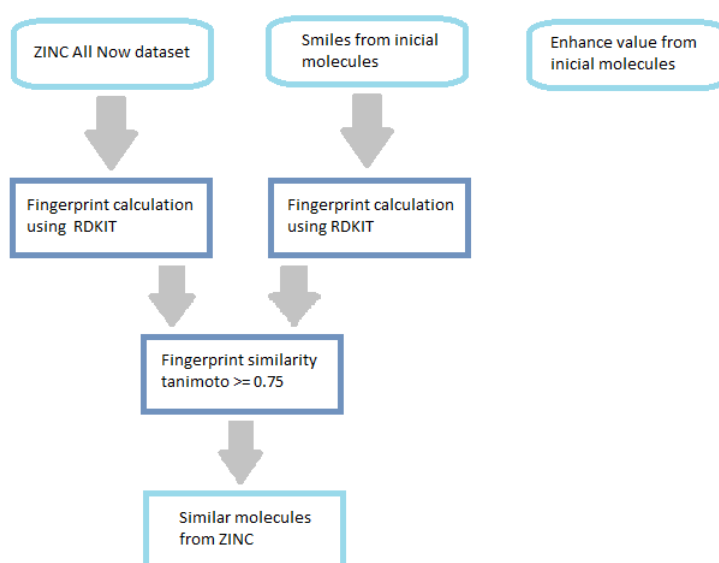 ZINC All Now dataset
Smiles from inicial
molecules
Enhance value from
inicial molecules
Fingerprint calculation
using RDKIT
Fingerprint calculation
using RDKIT
Fingerprint similarity
tanimoto >= 0.75
Similar molecules
from ZINC